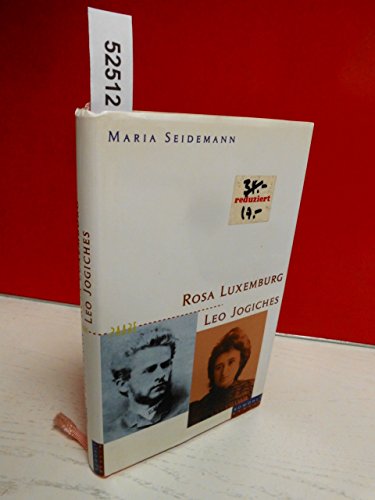 52512
MARIA SEIDEMANN
reduziert
ROSA LUXEMBURG
LEO JOGICHES
LEO JOGICHES